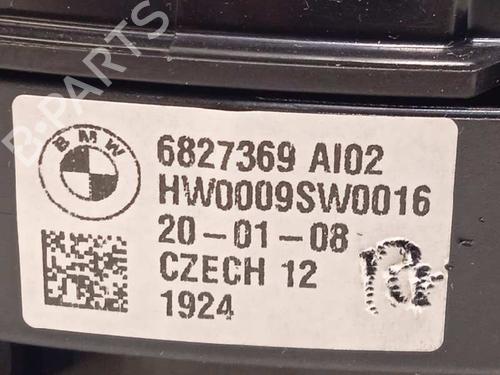 B-PARTS
BMW
6827369 AI02
HW0009SW0016
20-01-08
CZECH 12
1924